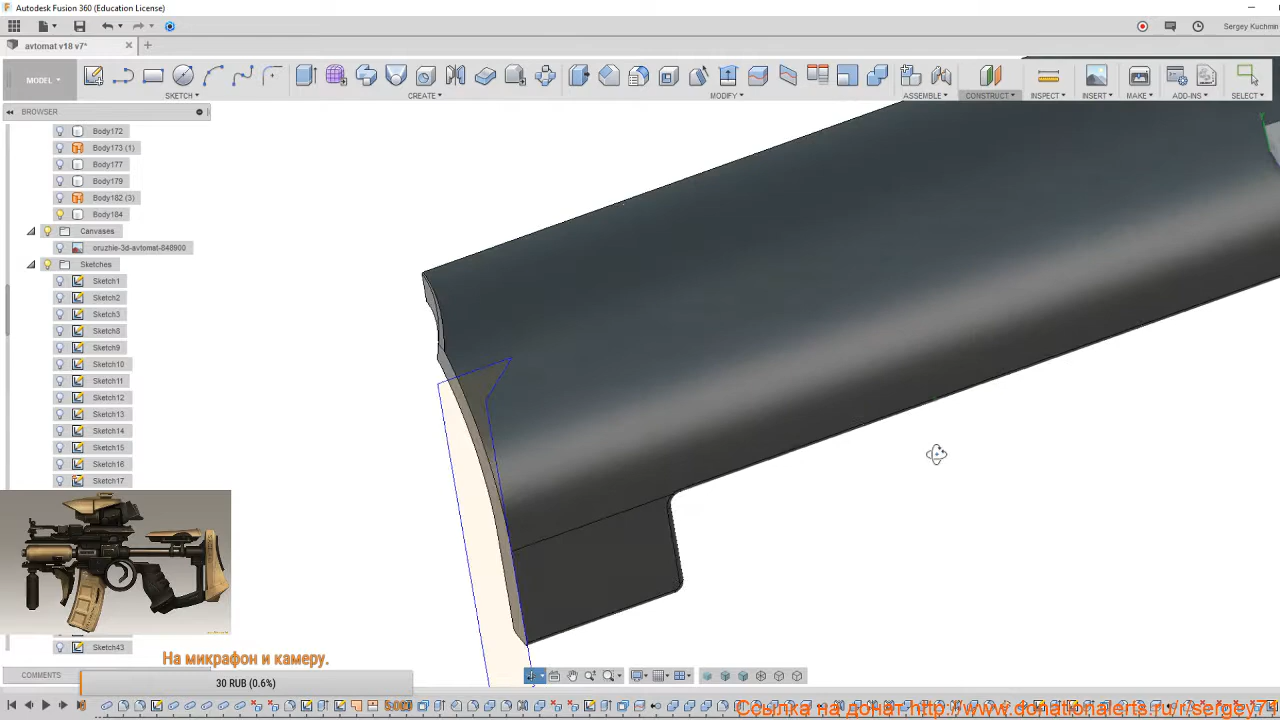 Autodesk Fusion 360 (Education License)
Sergey Kuchmin
avtomat v18 v7*
MODEL
SKETCH
CREATE
MODIFY
ASSEMBLE
CONSTRUCT
INSPECT
INSERT
MAKE
ADD-INS
SELECT
BROWSER
Body172
Body173 (1)
Body177
Body179
Body182 (3)
Body184
Canvases
oruzhie-3d-avtomat-848900
Sketches
Sketch1
Sketch2
Sketch3
Sketch8
Sketch9
Sketch10
Sketch11
Sketch12
Sketch13
Sketch14
Sketch15
Sketch16
Sketch17
Sketch43
На микрофон и камеру.
COMMENTS
30 RUB (0.6%)
Ссылка на донат.http://www.donationalerts.ru/r/sergey71